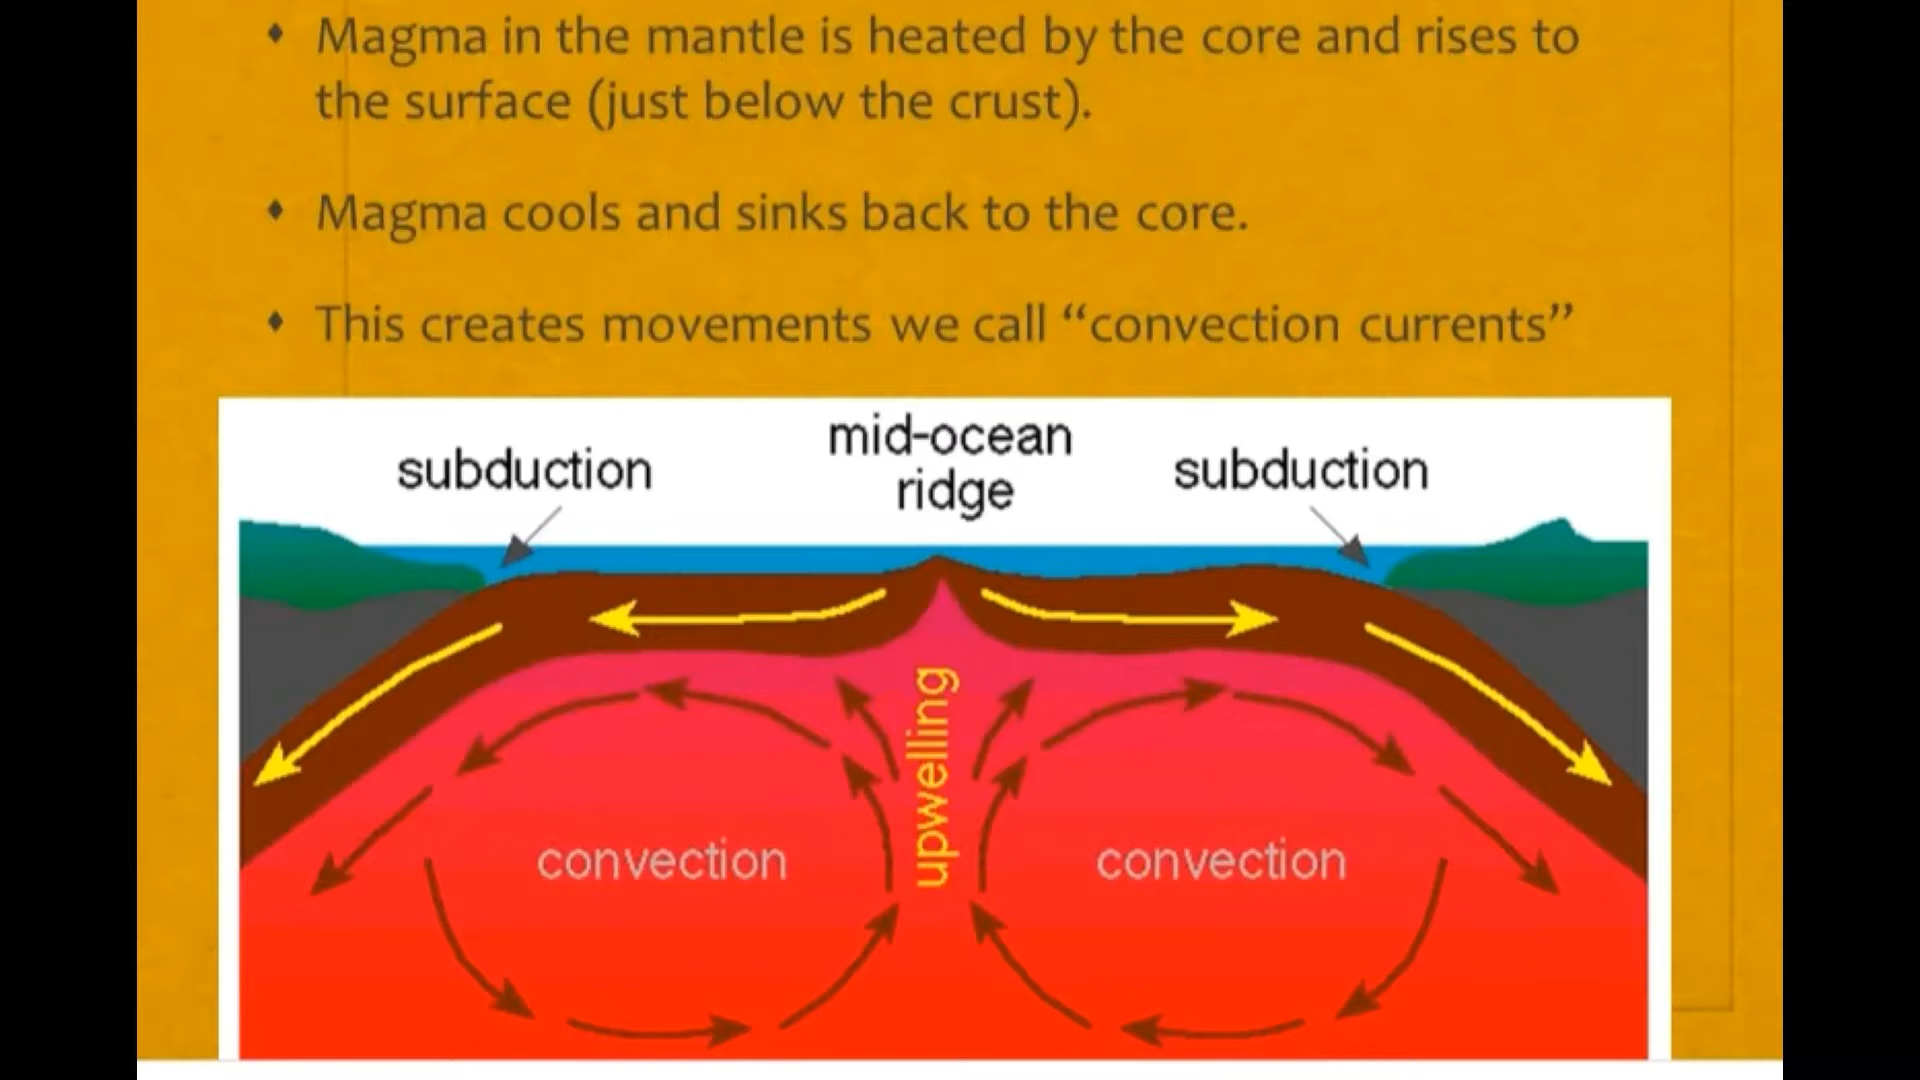 Magma in the mantle is heated by the core and rises to
the surface (just below the crust).
Magma cools and sinks back to the core.
This creates movements we call “convection currents”
subduction
mid-ocean
ridge
subduction
upwelling
convection
convection